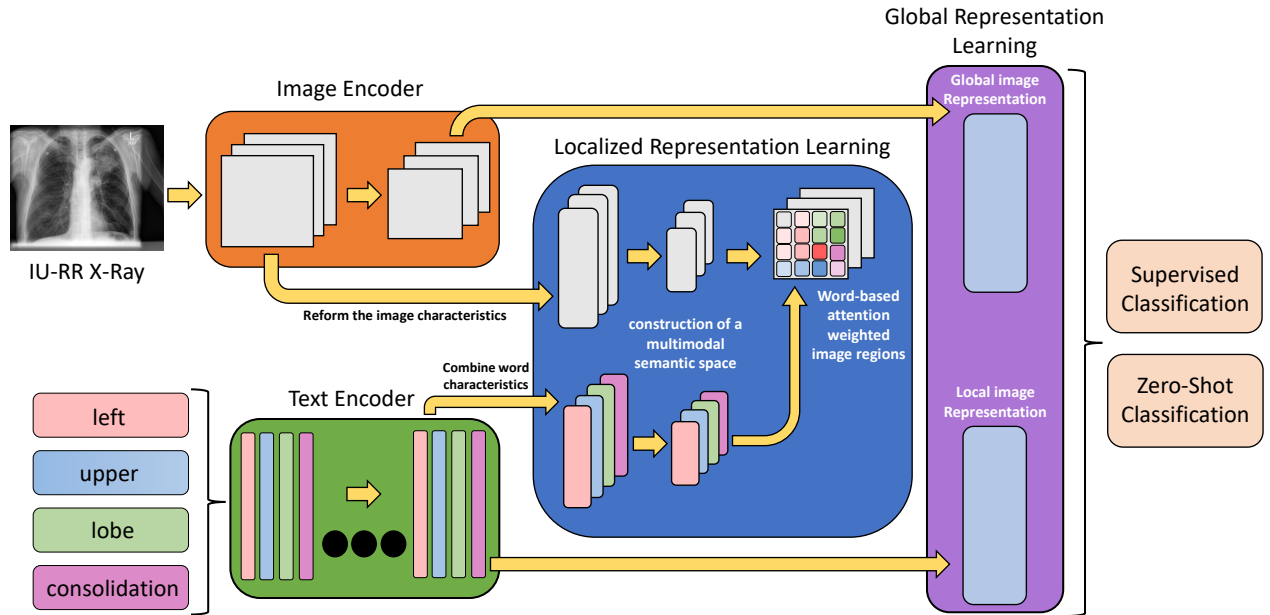 Global Representation
Learning
Image Encoder
Global image
Representation
L
Localized Representation Learning
IU-RR X-Ray
Reform the image characteristics
Word-based
attention
weighted
image regions
construction of a
multimodal
semantic space
Supervised
Classification
Combine word
characteristics
Text Encoder
Zero-Shot
Classification
Local image
Representation
left
upper
lobe
consolidation